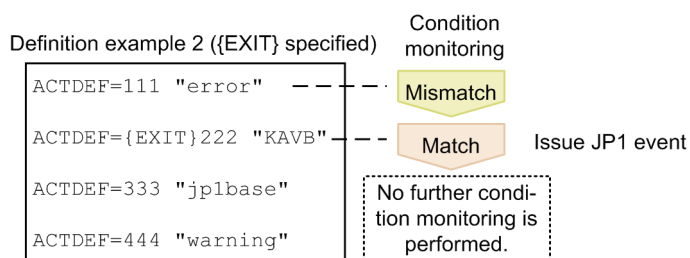 Definition example 2 ({EXIT} specified)
Condition
monitoring
ACTDEF=111 "error"
Mismatch
ACTDEF={EXIT}222 "KAVB"
Match
Issue JP1 event
ACTDEF=333 "jp1base"
No further condi-
tion monitoring is
performed.
ACTDEF=444 "warning"